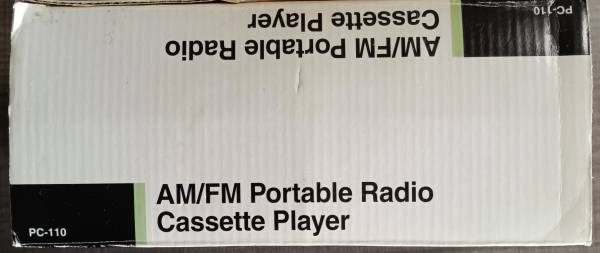 PC-110
AM/FM Portable Radio
Cassette Player
AM/FM Portable Radio
Cassette Player
PC-110